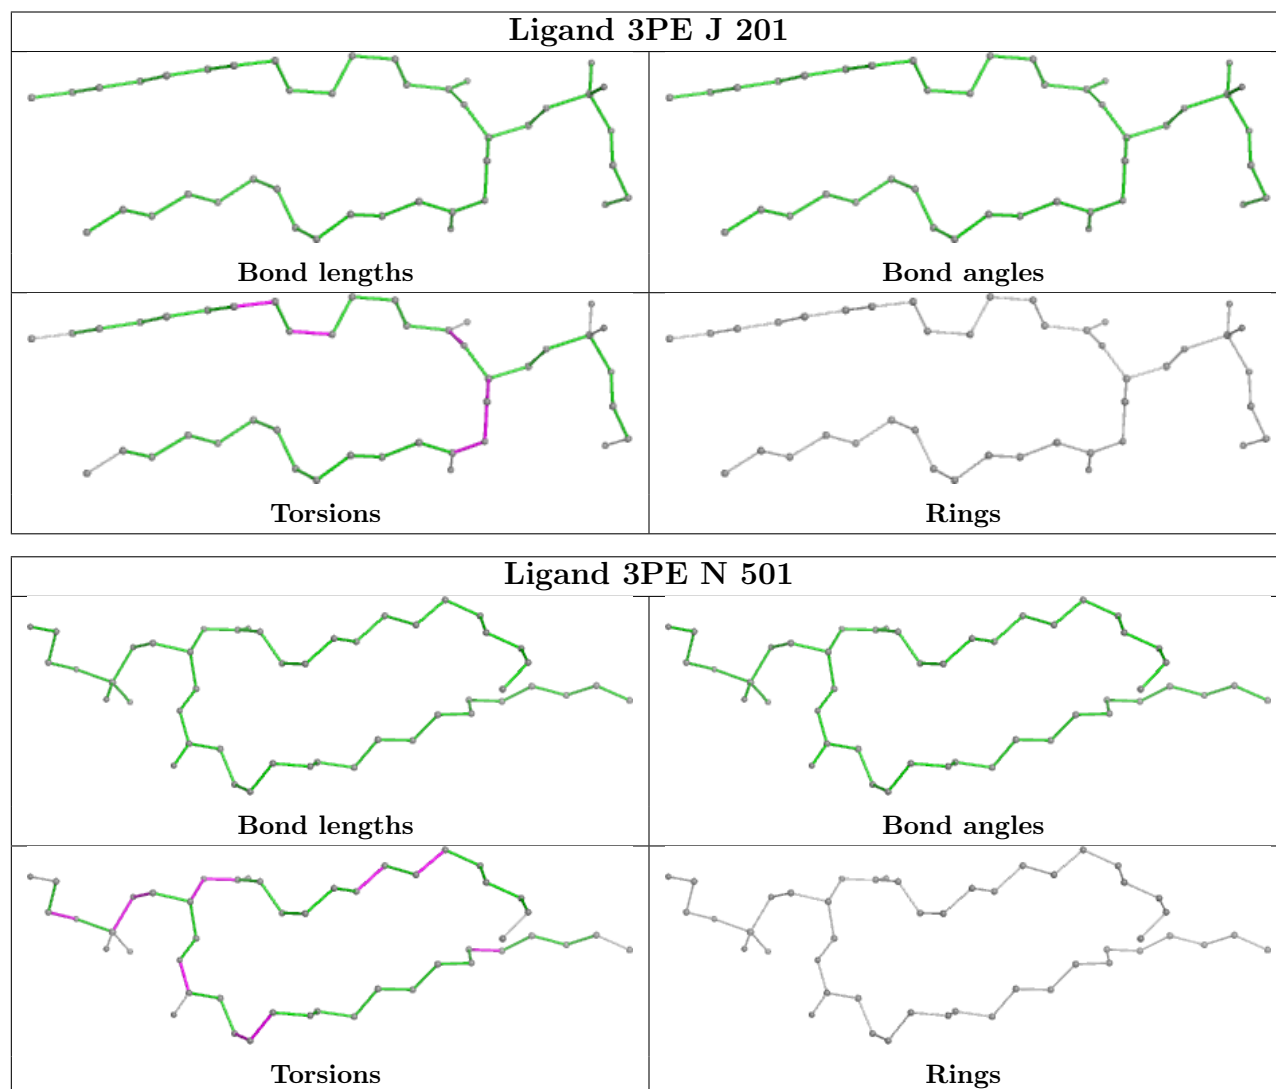 Ligand 3PE J 201
Bond lengths
Bond angles
Torsions
Rings
Ligand 3PE N 501
Bond lengths
Bond angles
Torsions
Rings